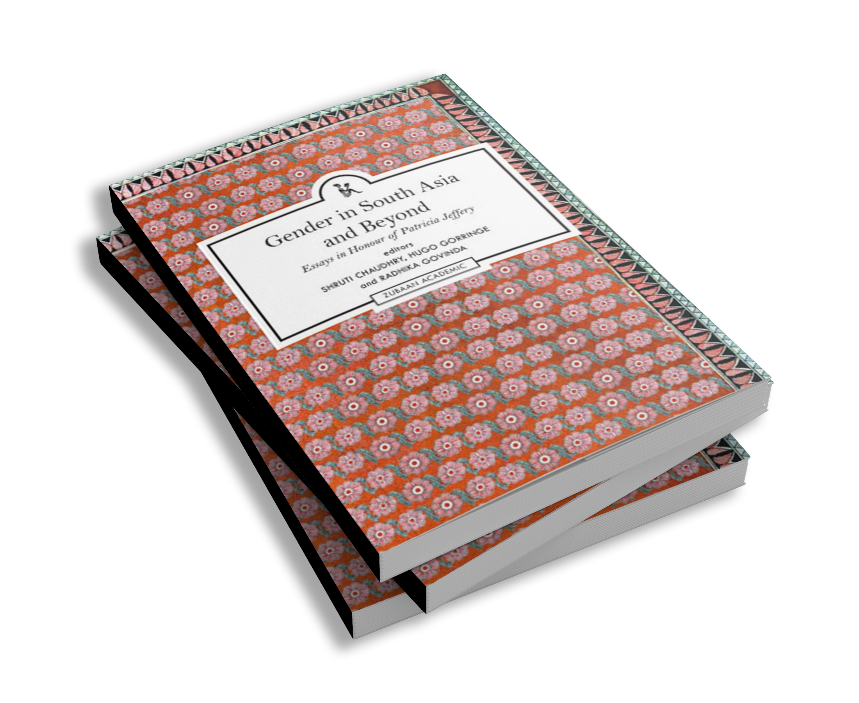 Gender in South Asia
and Beyond
Essays in Honour of Patricia Jeffery
editors
SHRUTI CHAUDHRY, HUGO GORRINGE
and RADHIKA GOVINDA
ZUBAAN ACADEMIC